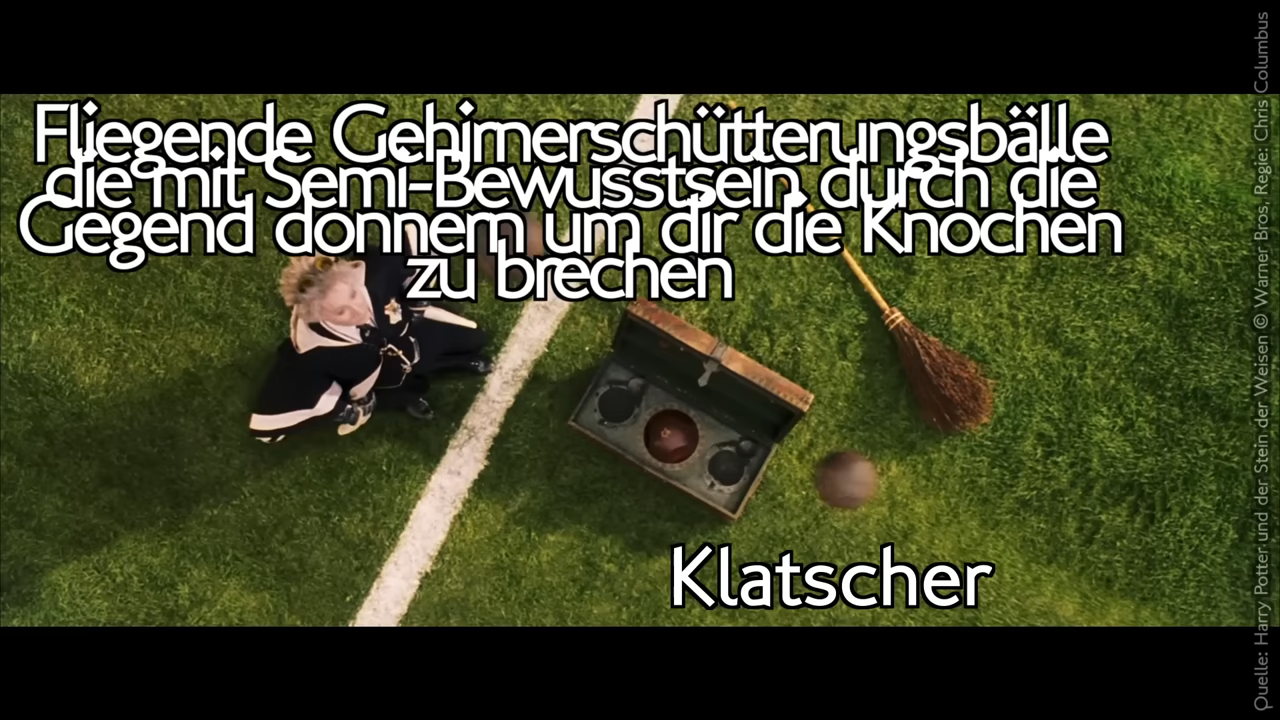 Fliegende Gehirnerschütterungsbälle
die mit Semi-Bewusstsein durch die
Gegend donnern um dir die Knochen
zu brechen
Klatscher
Quelle: Harry Potter und der Stein der Weisen © Warner Bros, Regie: Chris Columbus